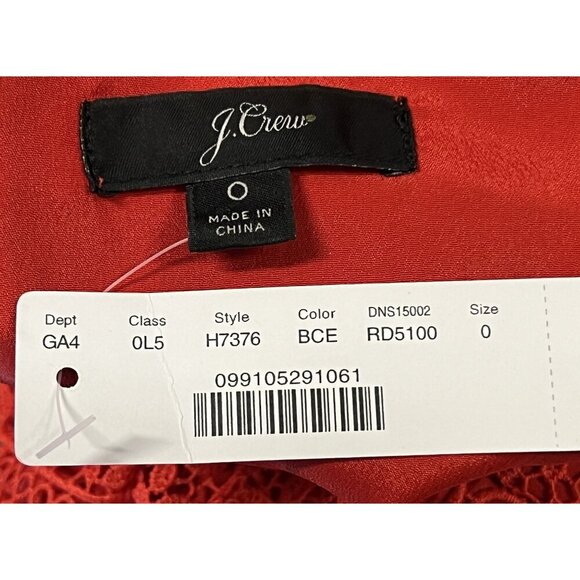 J.Crew
0
MADE IN
CHINA
Dept Class Style Color DNS15002 Size
GA4 0L5 H7376 BCE RD5100 0
099105291061